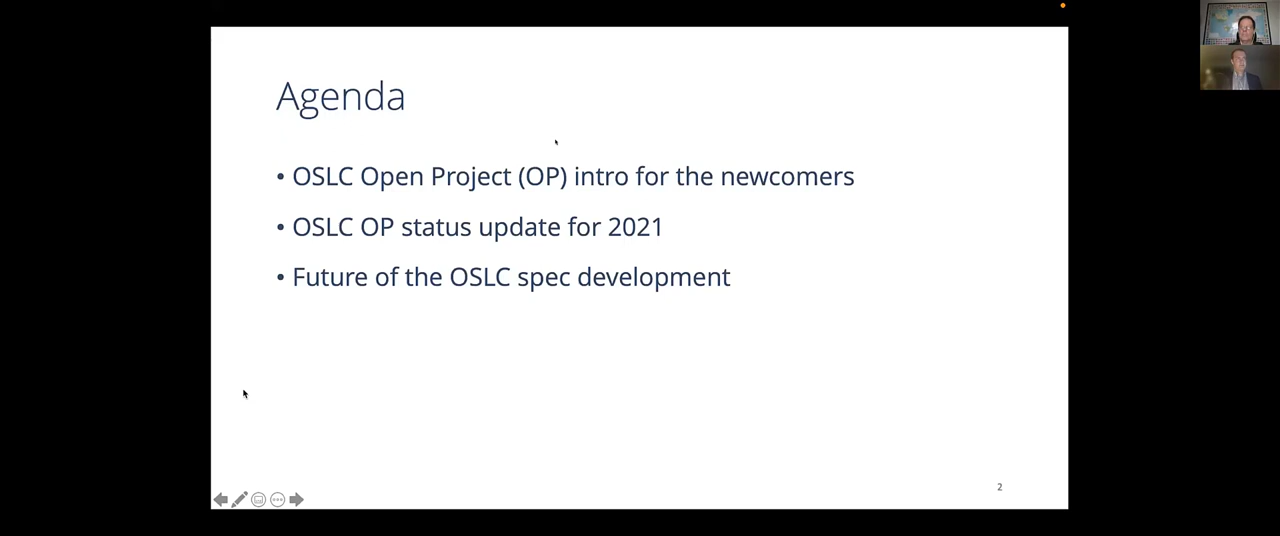 Agenda
• OSLC Open Project (OP) intro for the newcomers
• OSLC OP status update for 2021
• Future of the OSLC spec development
2